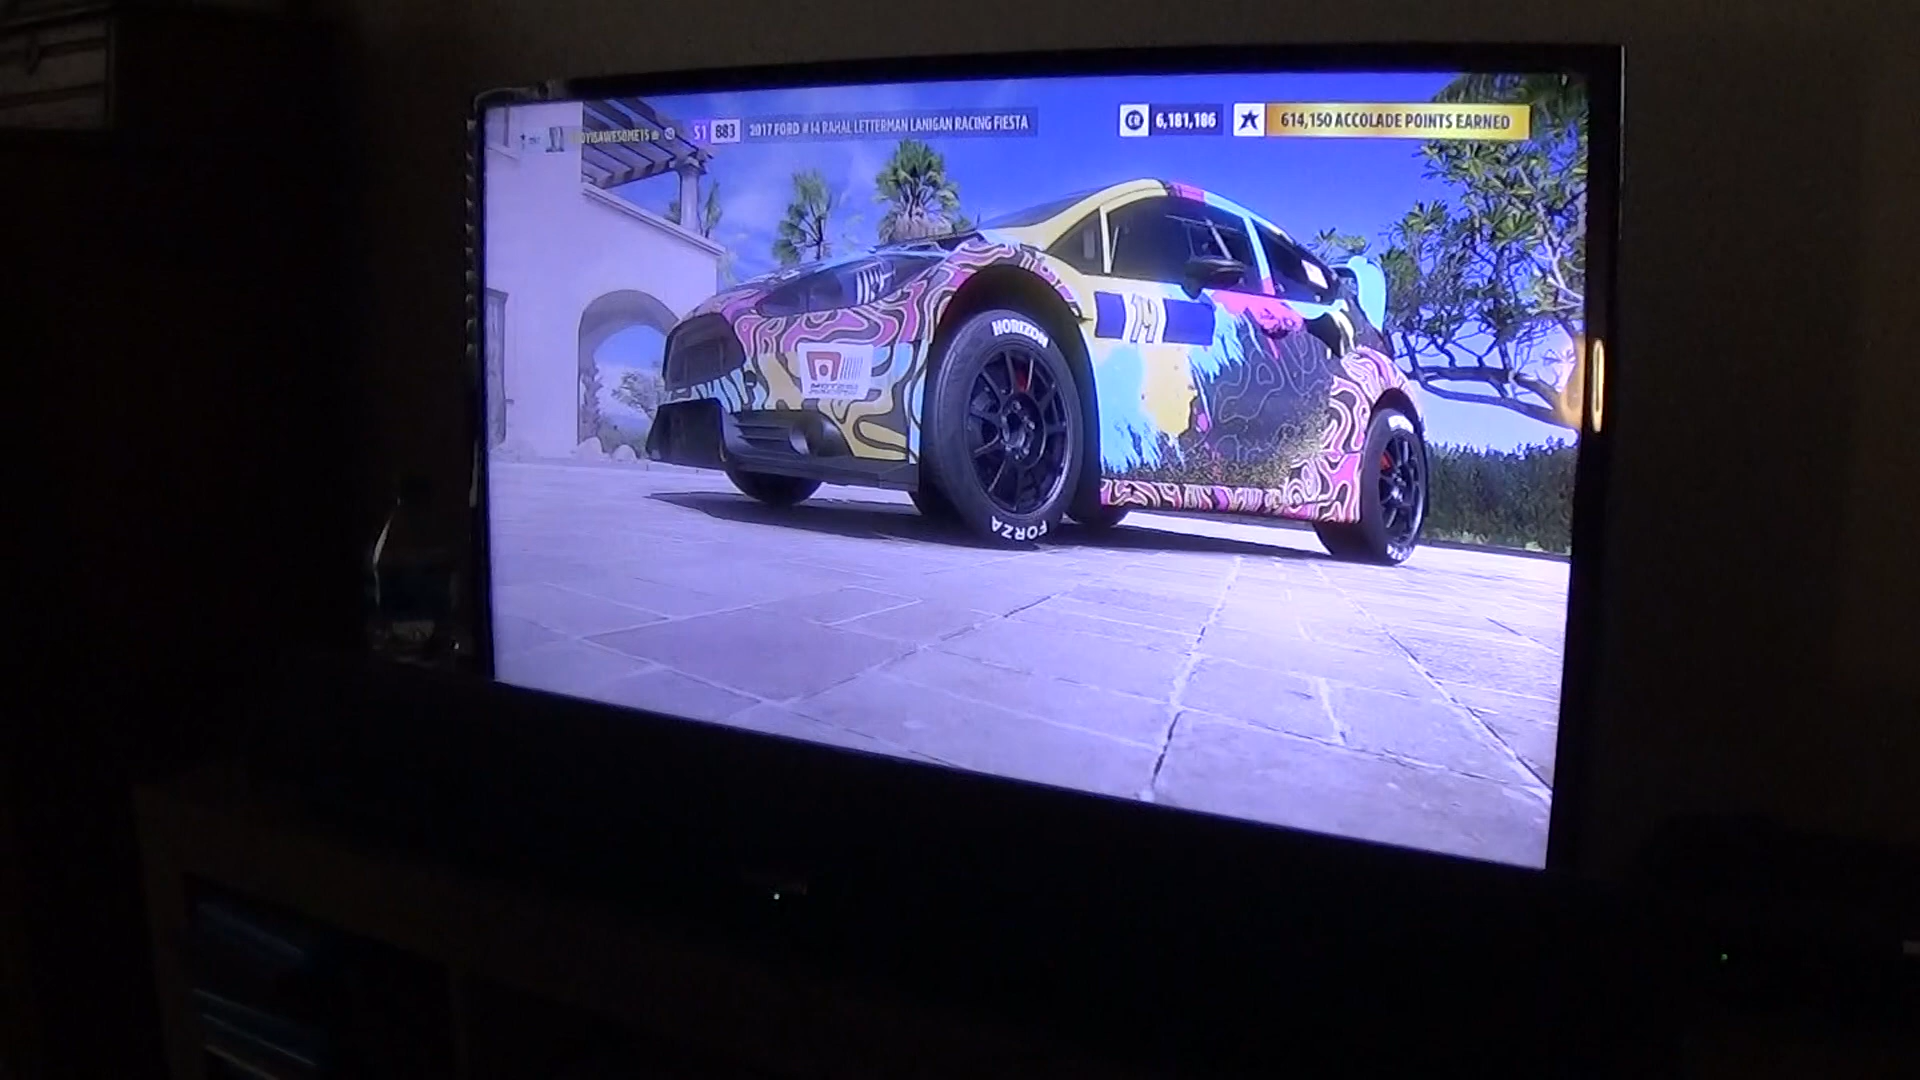 S1 883 2017 FORD #14 RAHAL LETTERMAN LANIGAN RACING FIESTA
6,181,186
614,150 ACCOLADE POINTS EARNED
HORIZON
14
FORZA